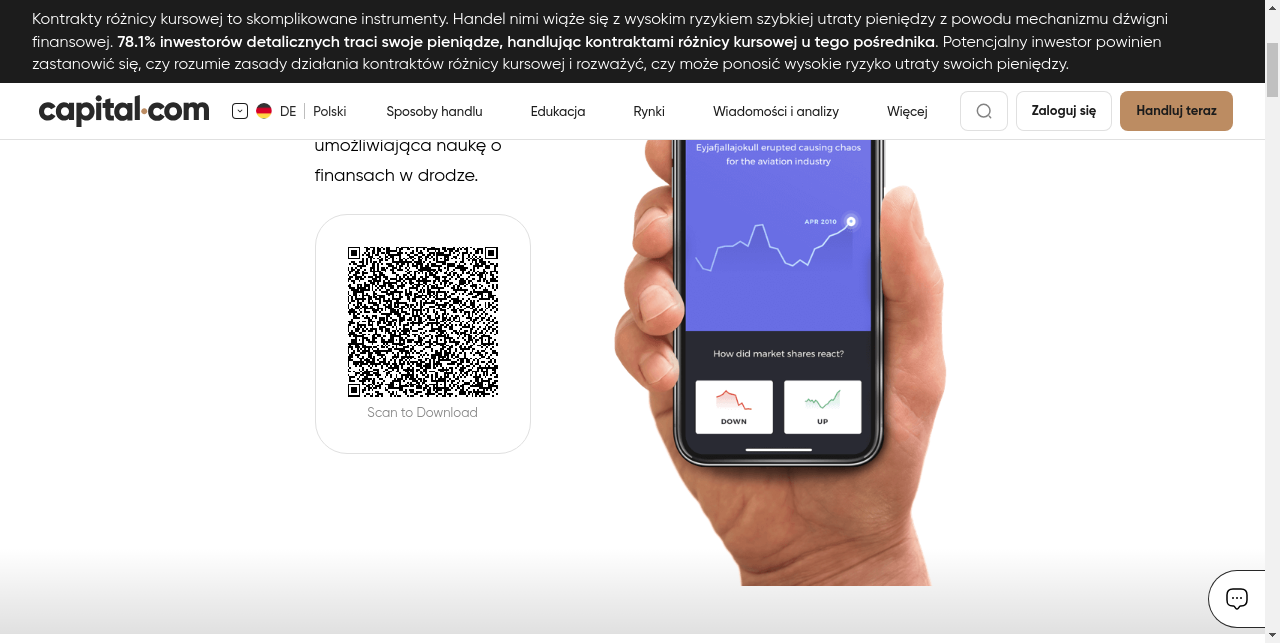 Kontrakty różnicy kursowej to skomplikowane instrumenty. Handel nimi wiąże się z wysokim ryzykiem szybkiej utraty pieniędzy z powodu mechanizmu dźwigni
finansowej. 78.1% inwestorów detalicznych traci swoje pieniądze, handlując kontraktami różnicy kursowej u tego pośrednika. Potencjalny inwestor powinien
zastanowić się, czy rozumie zasady działania kontraktów różnicy kursowej i rozważyć, czy może ponosić wysokie ryzyko utraty swoich pieniędzy.
capital.com DE Polski Sposoby handlu Edukacja Rynki Wiadomości i analizy Więcej Zaloguj się Handluj teraz
umożliwiająca naukę o
finansach w drodze.
Scan to Download
Eyjafjallajokull erupted causing chaos
for the aviation industry
APR 2010
How did market shares react?
DOWN UP